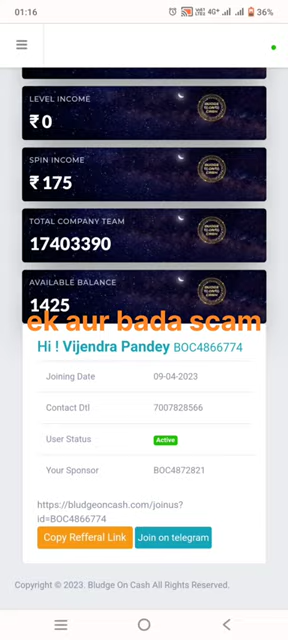 01:16
4G+
36%
LEVEL INCOME
₹ 0
SPIN INCOME
₹ 175
TOTAL COMPANY TEAM
17403390
AVAILABLE BALANCE
1425
ek aur bada scam
Hi ! Vijendra Pandey BOC4866774
Joining Date 09-04-2023
Contact Dtl 7007828566
User Status Active
Your Sponsor BOC4872821
https://bludgeoncash.com/joinus?
id=BOC4866774
Copy Refferal Link Join on telegram
Copyright © 2023. Bludge On Cash All Rights Reserved.